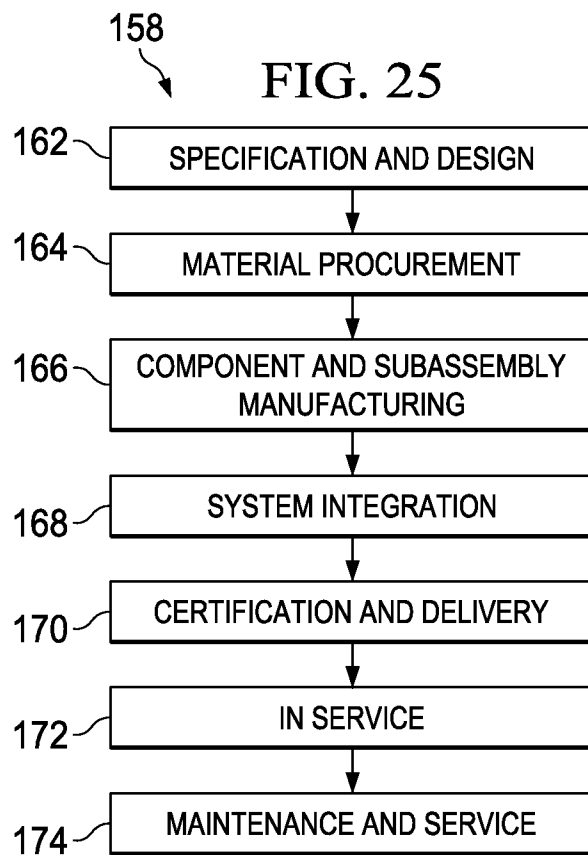 158
FIG. 25
162
SPECIFICATION AND DESIGN
164
MATERIAL PROCUREMENT
166
COMPONENT AND SUBASSEMBLY
MANUFACTURING
168
SYSTEM INTEGRATION
170
CERTIFICATION AND DELIVERY
172
IN SERVICE
174
MAINTENANCE AND SERVICE